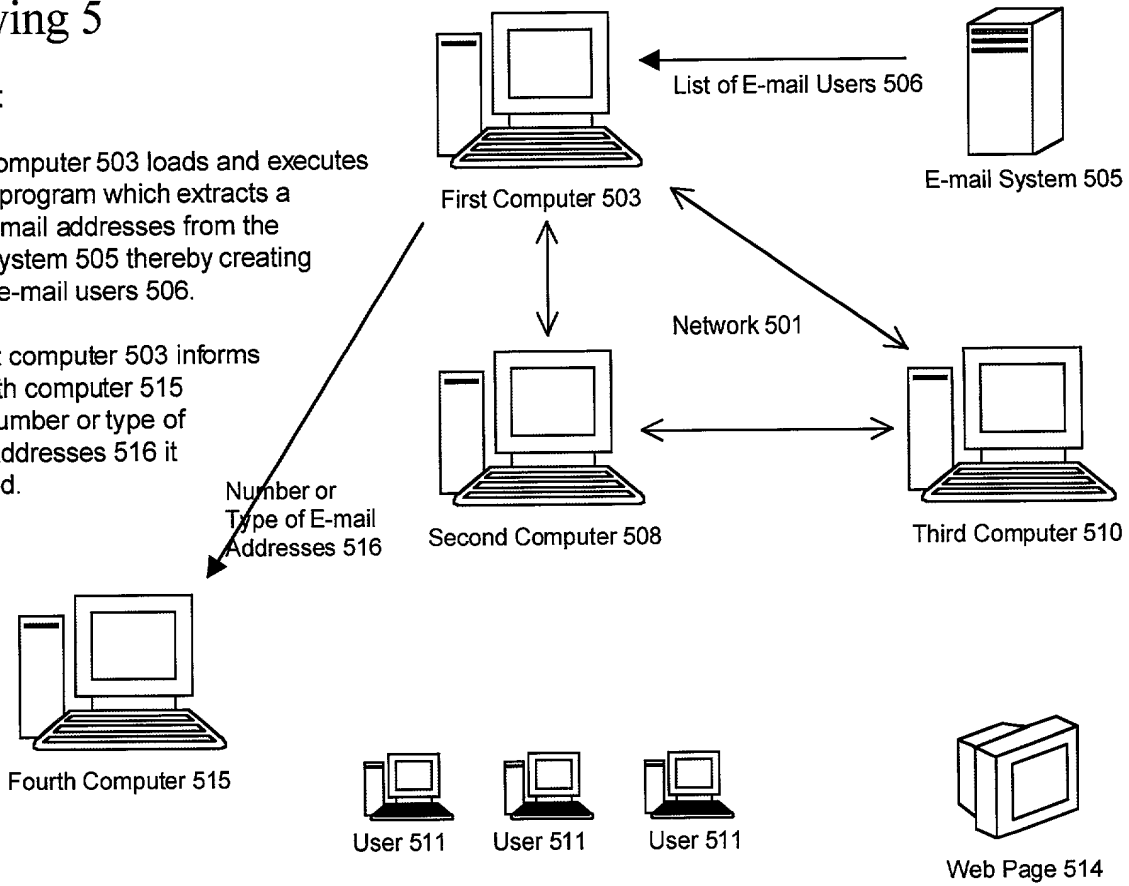 ving 5
:
omputer 503 loads and executes
program which extracts a
mail addresses from the
ystem 505 thereby creating
e-mail users 506.
t computer 503 informs
th computer 515
umber or type of
ddresses 516 it
d.
List of E-mail Users 506
E-mail System 505
First Computer 503
Network 501
Number or
Type of E-mail
Addresses 516
Second Computer 508
Third Computer 510
Fourth Computer 515
User 511
User 511
User 511
Web Page 514